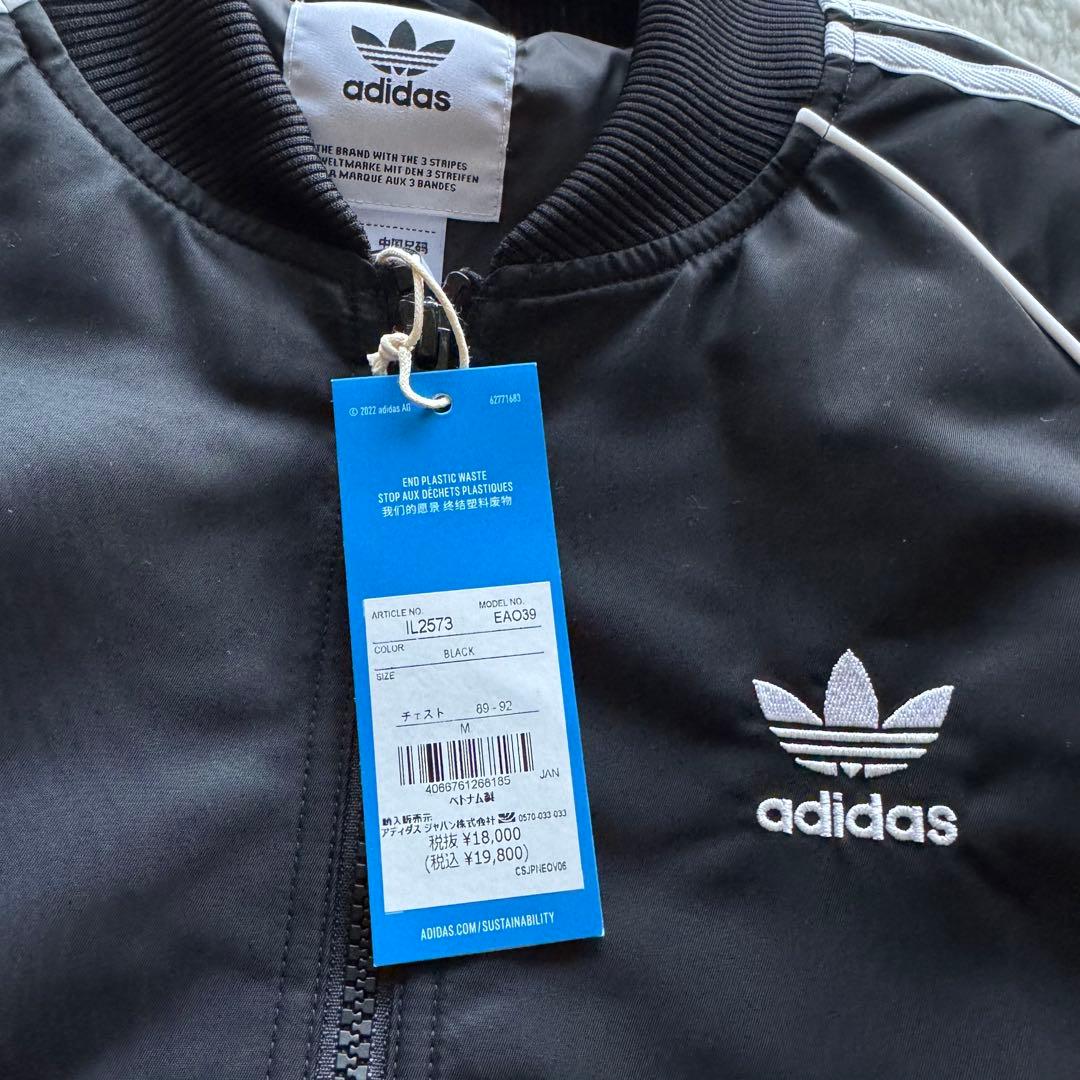 adidas
THE BRAND WITH THE 3 STRIPES
WELTMARKE MIT DEN 3 STREIFEN
LA MARQUE AUX 3 BANDES
中国尺码
© 2022 adidas AG
62771683
END PLASTIC WASTE
STOP AUX DÉCHETS PLASTIQUES
我们的愿景 终结塑料废物
ARTICLE NO. MODEL NO.
IL2573 EAO39
COLOR
BLACK
SIZE
チェスト 89-92
M
4066761266185 JAN
ベトナム製
輸入販売元
アディダス ジャパン株式会社 0570-033 033
税抜 ¥18,000
(税込 ¥19,800)
CSJPNEOV06
ADIDAS.COM/SUSTAINABILITY
adidas